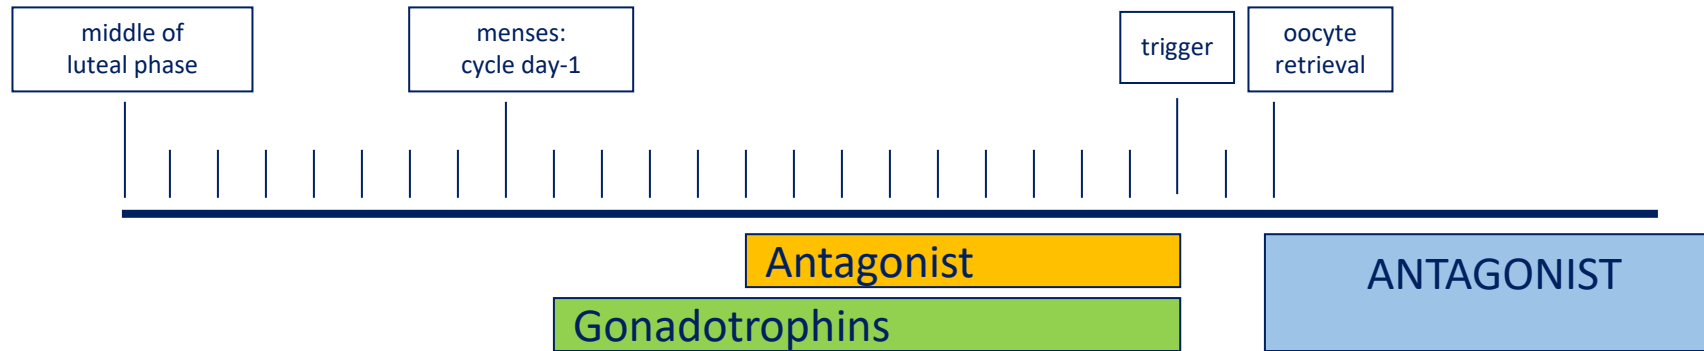 middle of
luteal phase
menses:
cycle day-1
trigger
oocyte
retrieval
Antagonist
ANTAGONIST
Gonadotrophins